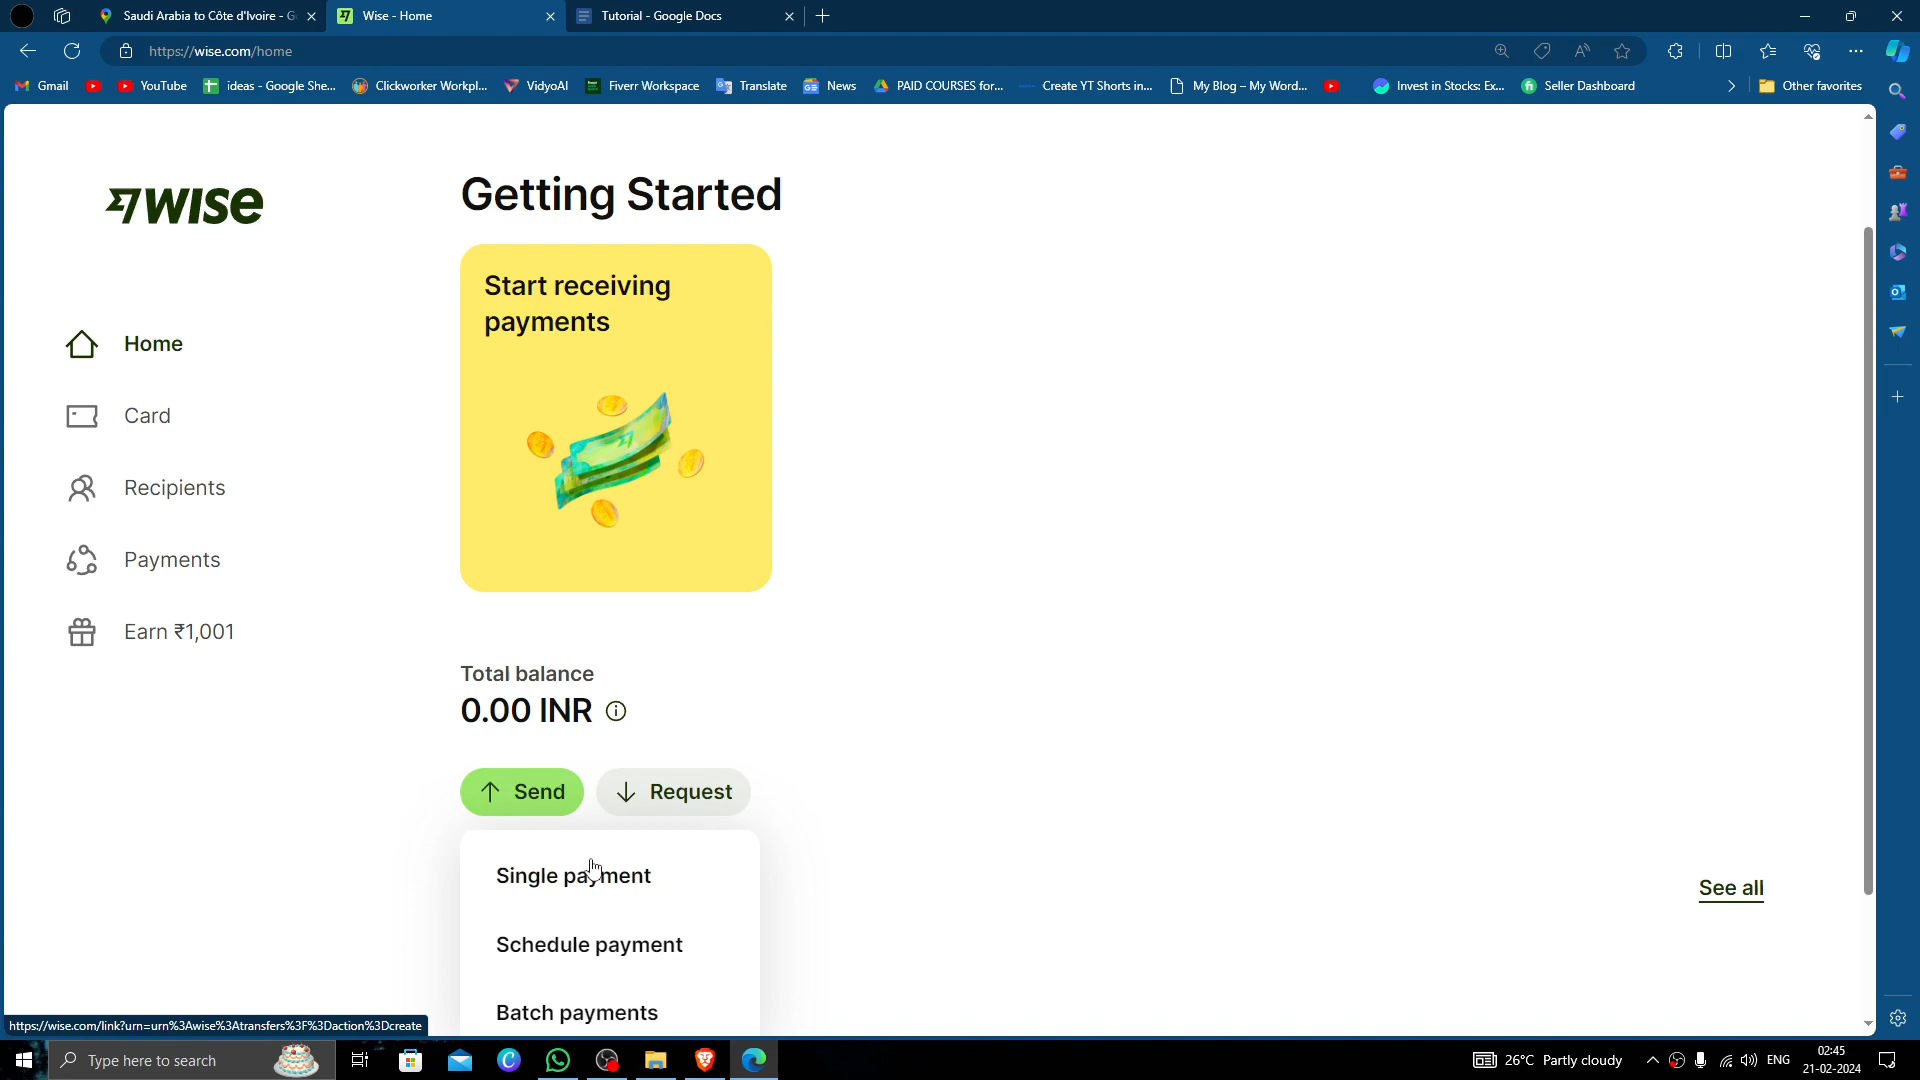 Saudi Arabia to Côte d'Ivoire - G
Wise - Home
Tutorial - Google Docs
https://wise.com/home
Gmail
YouTube
ideas - Google She...
Clickworker Workpl...
VidyoAI
Fiverr Workspace
Translate
News
PAID COURSES for...
Create YT Shorts in...
My Blog – My Word...
Invest in Stocks: Ex...
Seller Dashboard
Other favorites
WISE
Home
Card
Recipients
Payments
Earn ₹1,001
Getting Started
Start receiving
payments
Total balance
0.00 INR
Send
Request
Single payment
Schedule payment
Batch payments
See all
https://wise.com/link?urn=urn%3Awise%3Atransfers%3F%3Daction%3Dcreate
Type here to search
26°C Partly cloudy
ENG
02:45
21-02-2024